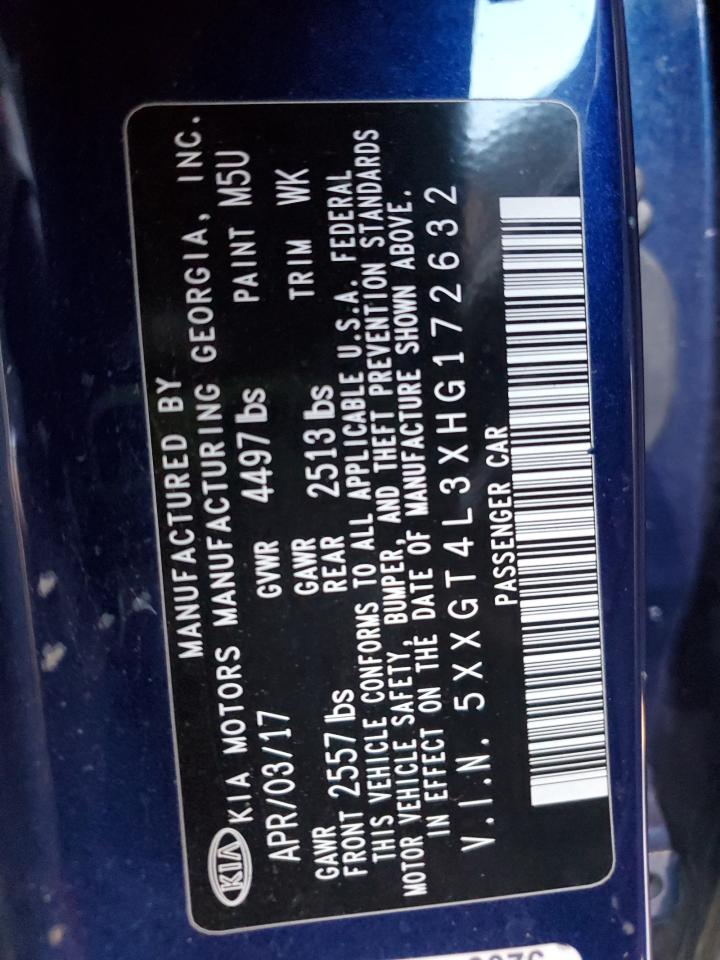 MANUFACTURED BY
KIA KIA MOTORS MANUFACTURING GEORGIA, INC.
APR/03/17 GVWR 4497 lbs PAINT M5U
GAWR GAWR
FRONT 2557 lbs REAR 2513 lbs TRIM WK
THIS VEHICLE CONFORMS TO ALL APPLICABLE U.S.A. FEDERAL
MOTOR VEHICLE SAFETY, BUMPER, AND THEFT PREVENTION STANDARDS
IN EFFECT ON THE DATE OF MANUFACTURE SHOWN ABOVE.
V.I.N. 5XXGT4L3XHG172632
PASSENGER CAR